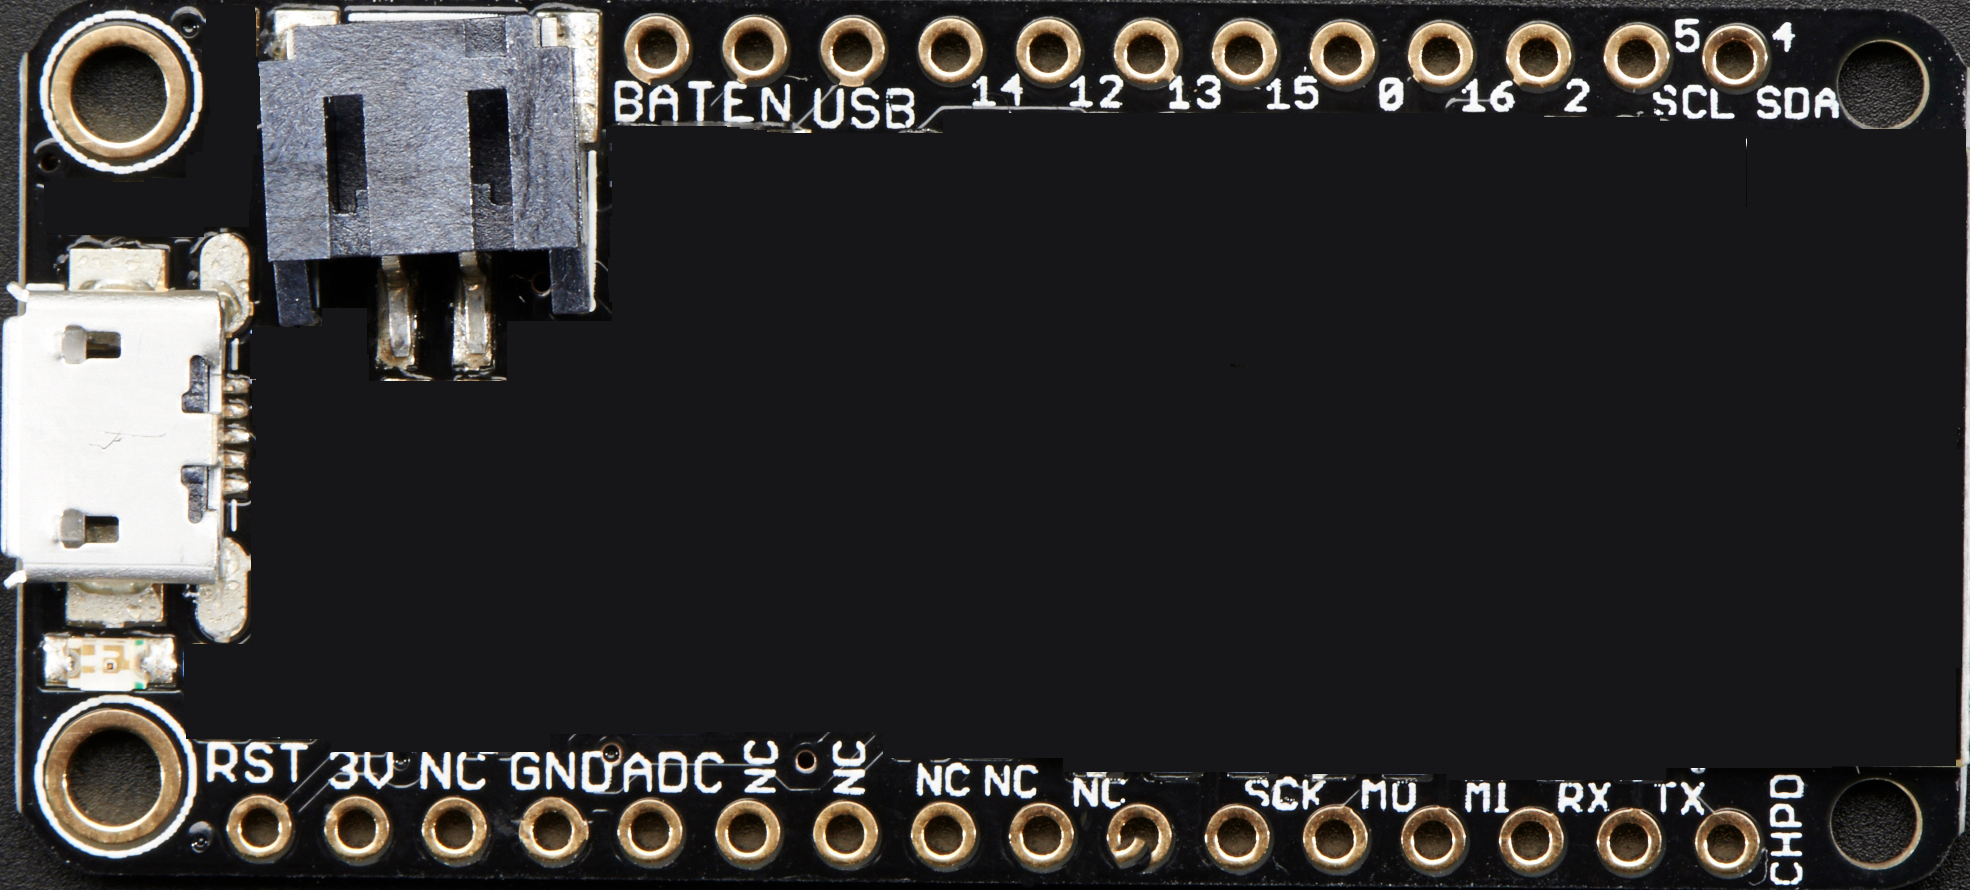 BAT EN USB 14 12 13 15 0 16 2 5 SCL 4 SDA
RST 3V NC GND ADC NC NC NC NC NC SCK MO MI RX TX CHPD